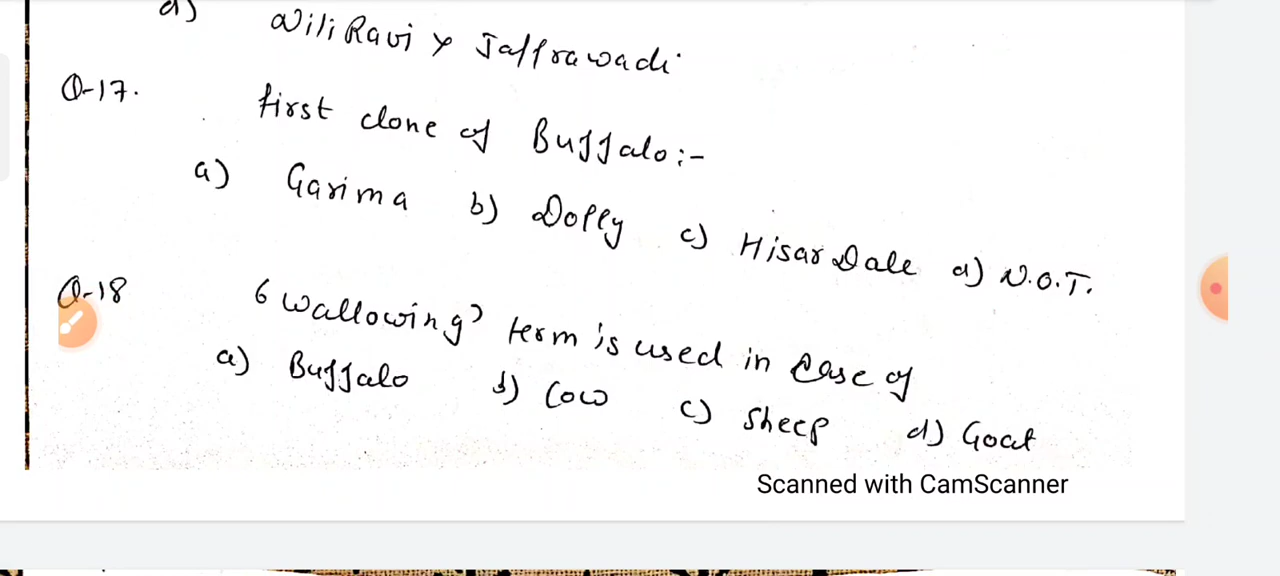 d) Nili Ravi x Jaffrawadi
Q-17. first clone of Buffalo:-
a) Garima b) Dolly c) Hisar Dale d) N.O.T.
Q-18 'Wallowing' term is used in case of
a) Buffalo b) Cow c) Sheep d) Goat
Scanned with CamScanner